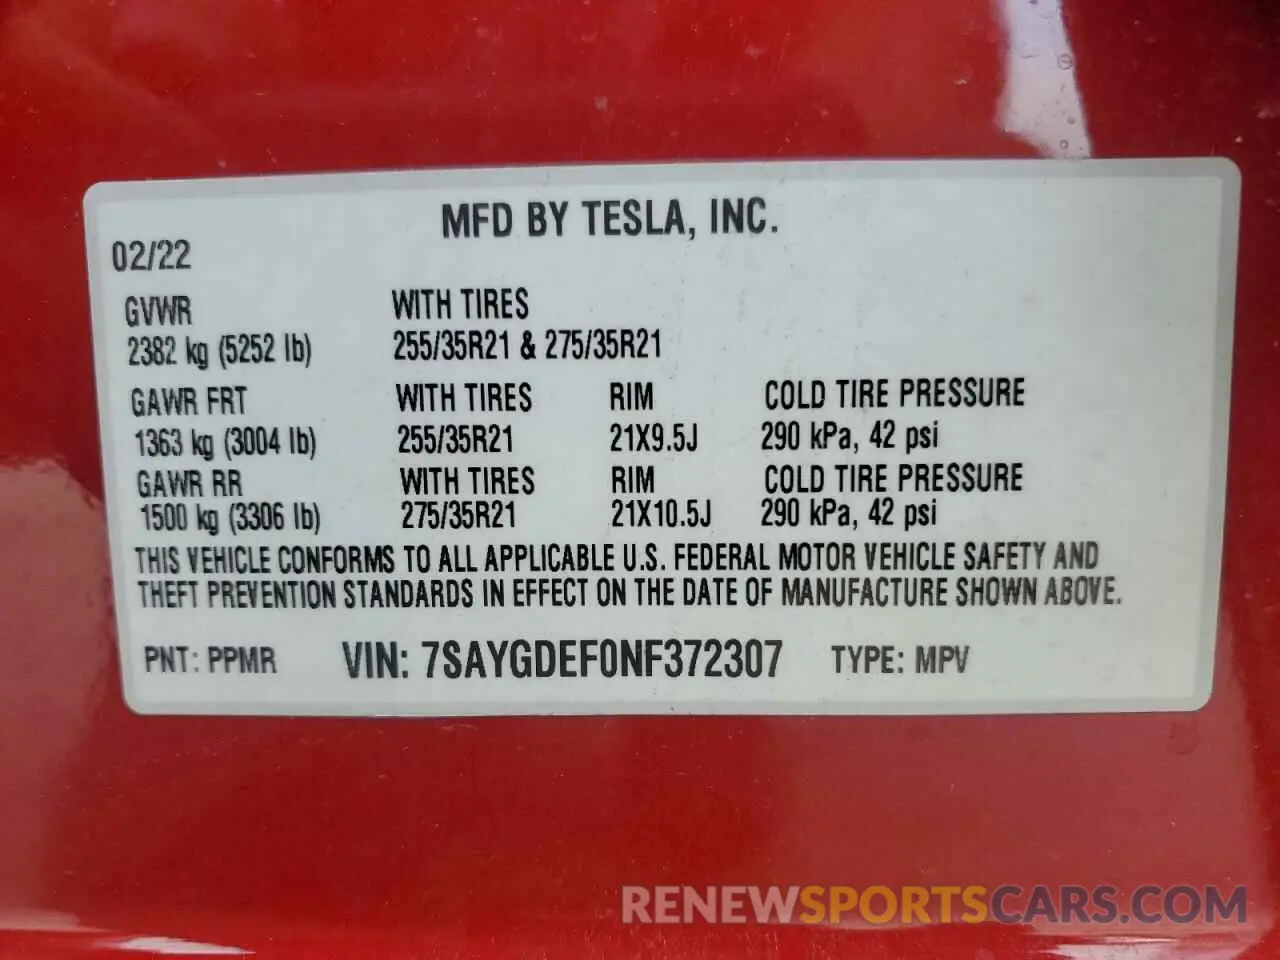 MFD BY TESLA, INC.
02/22
GVWR WITH TIRES
2382 kg (5252 lb) 255/35R21 & 275/35R21
GAWR FRT WITH TIRES RIM COLD TIRE PRESSURE
1363 kg (3004 lb) 255/35R21 21X9.5J 290 kPa, 42 psi
GAWR RR WITH TIRES RIM COLD TIRE PRESSURE
1500 kg (3306 lb) 275/35R21 21X10.5J 290 kPa, 42 psi
THIS VEHICLE CONFORMS TO ALL APPLICABLE U.S. FEDERAL MOTOR VEHICLE SAFETY AND
THEFT PREVENTION STANDARDS IN EFFECT ON THE DATE OF MANUFACTURE SHOWN ABOVE.
PNT: PPMR VIN: 7SAYGDEF0NF372307 TYPE: MPV
RENEWSPORTSCARS.COM